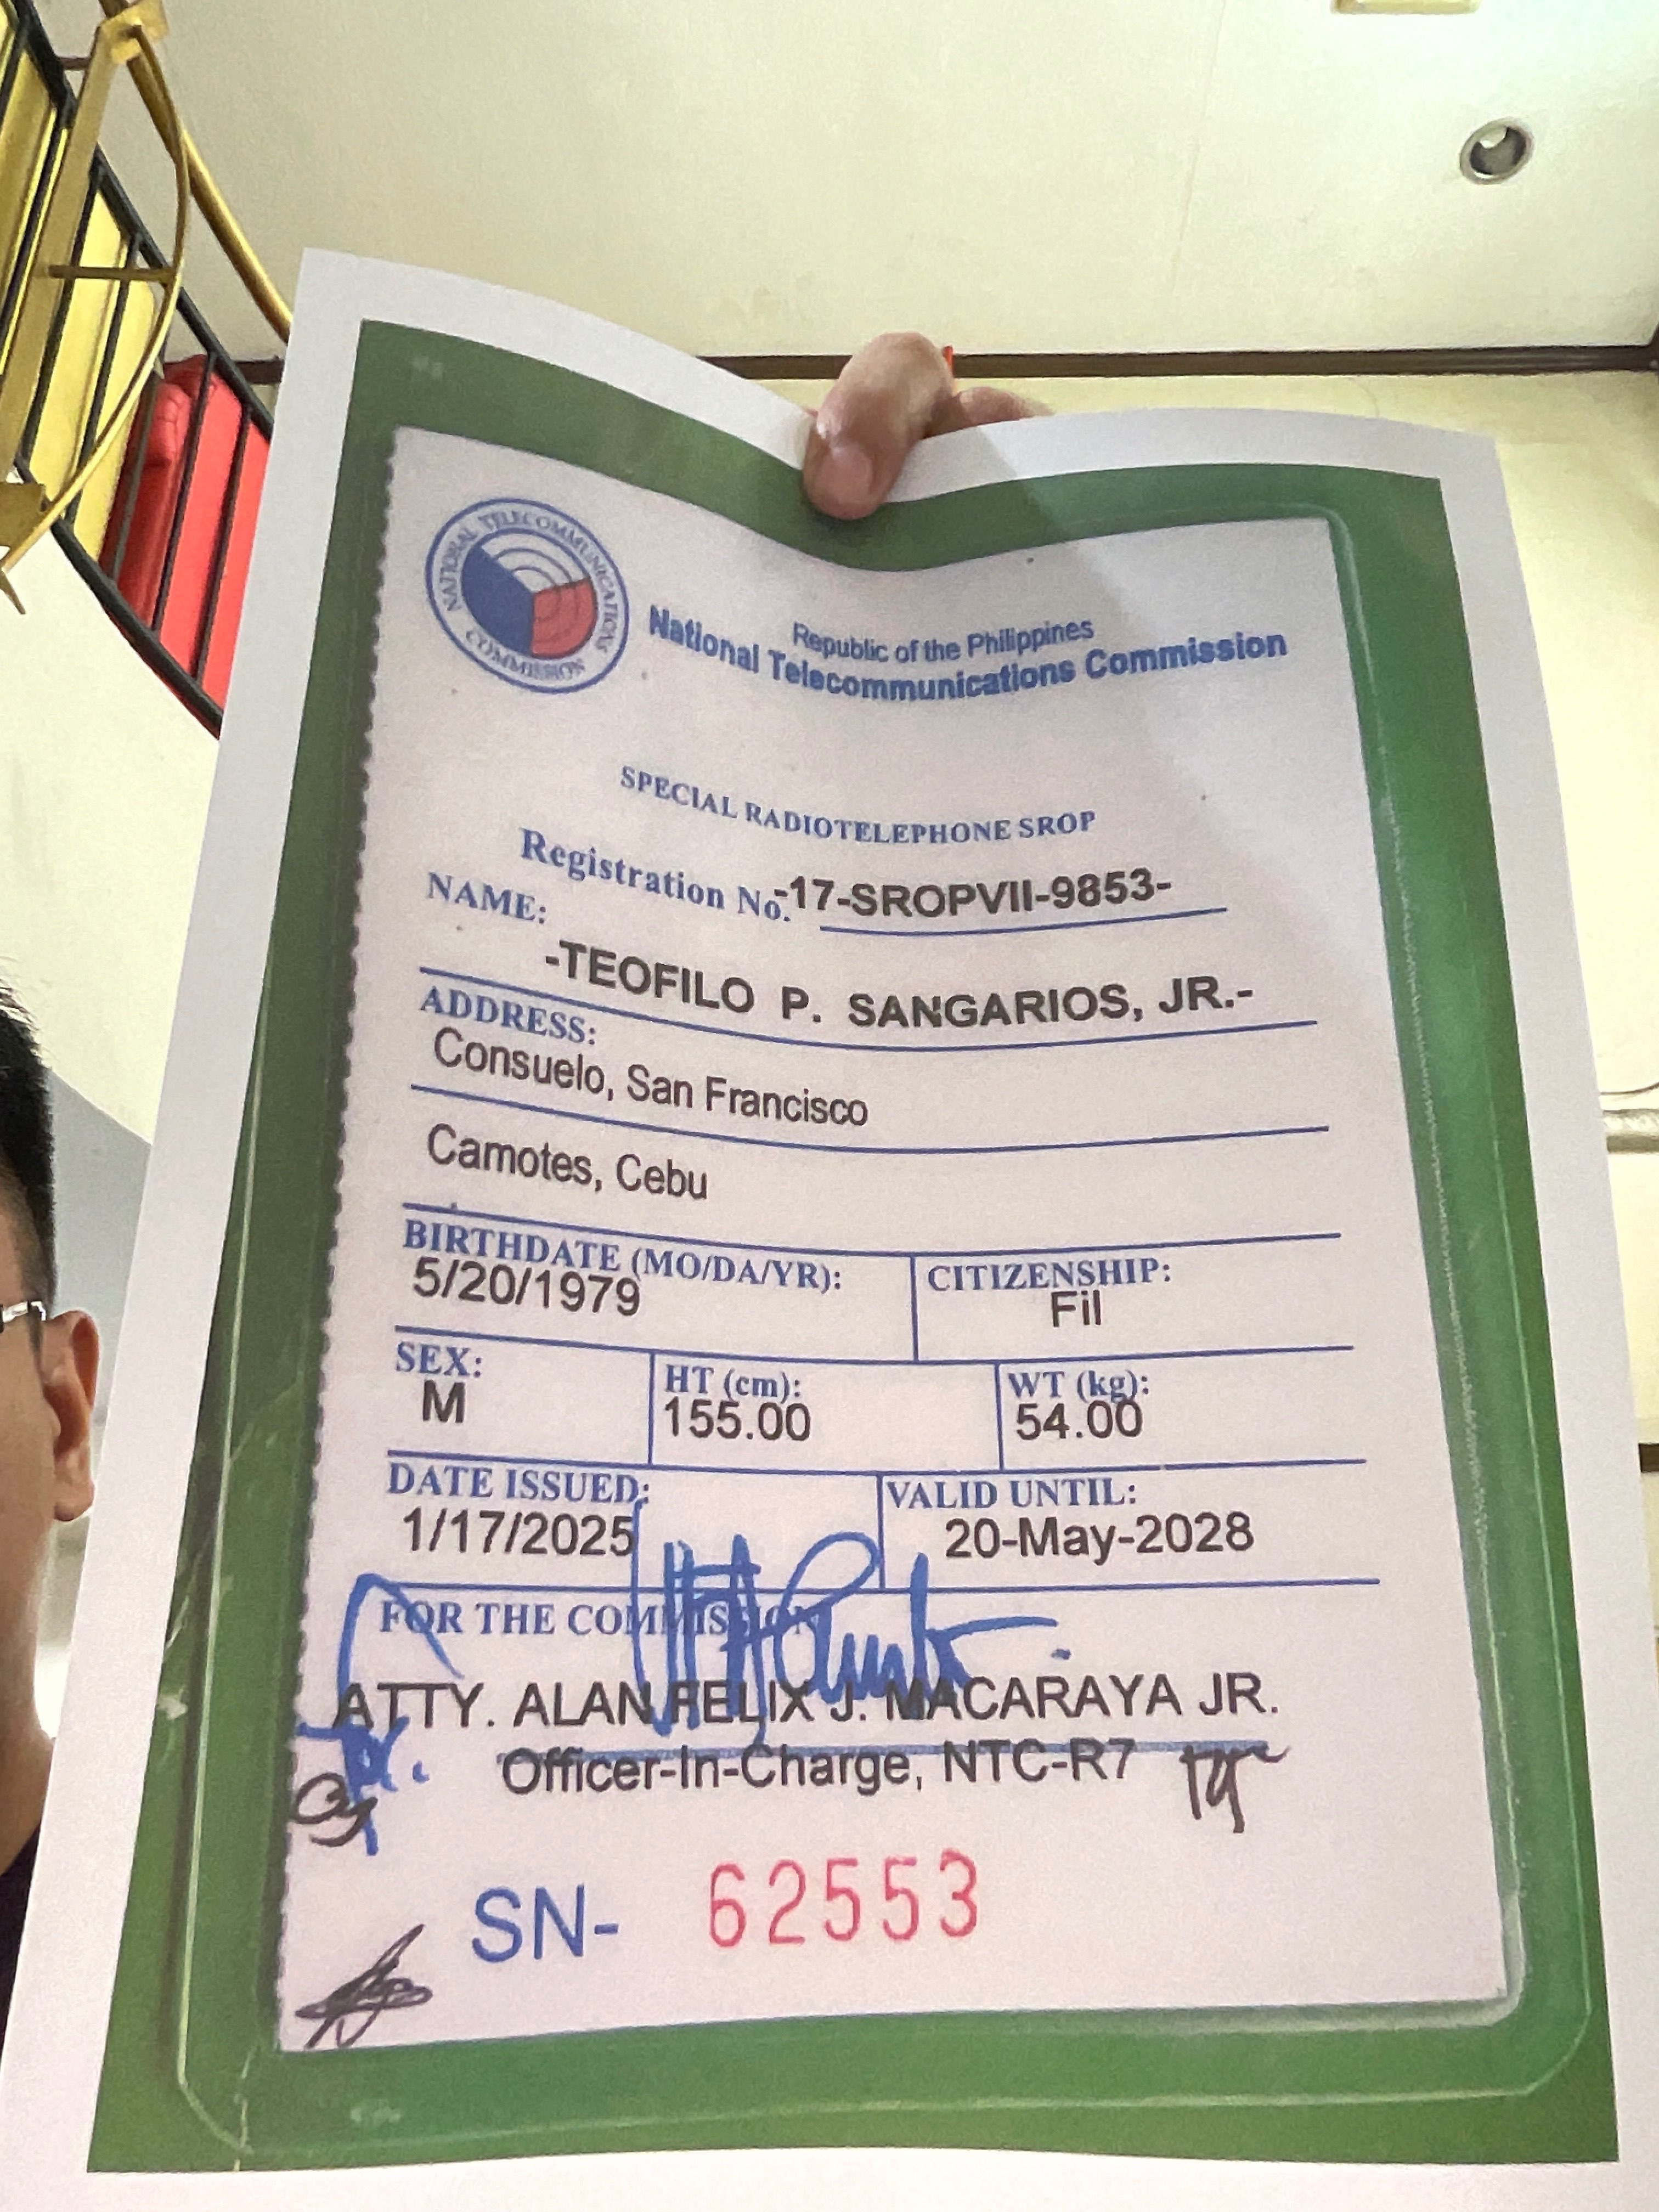 NATIONAL TELECOMMUNICATIONS COMMISSION
Republic of the Philippines
National Telecommunications Commission
SPECIAL RADIOTELEPHONE SROP
Registration No. -17-SROPVII-9853-
NAME:
-TEOFILO P. SANGARIOS, JR.-
ADDRESS:
Consuelo, San Francisco
Camotes, Cebu
BIRTHDATE (MO/DA/YR): CITIZENSHIP:
5/20/1979 Fil
SEX: HT (cm): WT (kg):
M 155.00 54.00
DATE ISSUED: VALID UNTIL:
1/17/2025 20-May-2028
FOR THE COMMISSION
ATTY. ALAN FELIX J. MACARAYA JR.
Officer-In-Charge, NTC-R7
SN- 62553